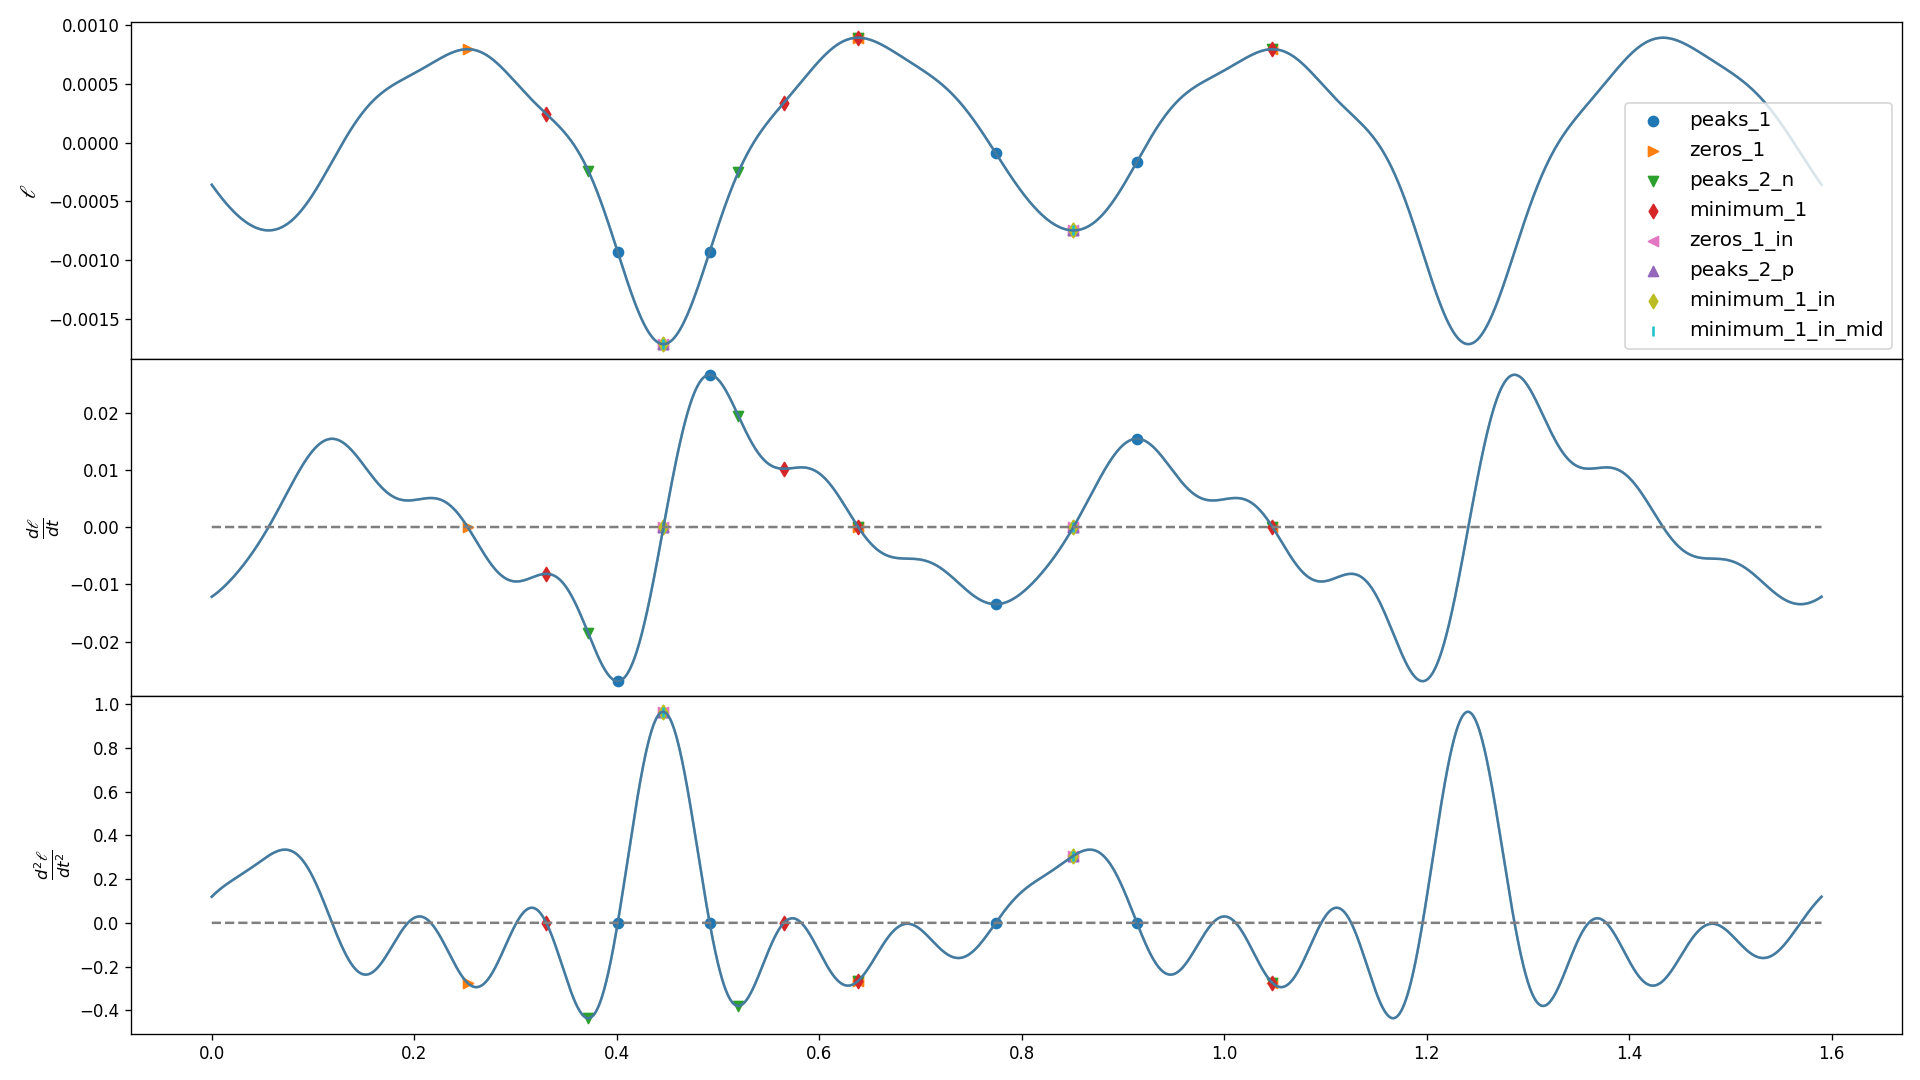 0.0010
0.0005
0.0000
−0.0005
−0.0010
−0.0015
ℓ
peaks_1
zeros_1
peaks_2_n
minimum_1
zeros_1_in
peaks_2_p
minimum_1_in
minimum_1_in_mid
0.02
0.01
0.00
−0.01
−0.02
dℓ
dt
1.0
0.8
0.6
0.4
0.2
0.0
−0.2
−0.4
d²ℓ
dt²
0.0 0.2 0.4 0.6 0.8 1.0 1.2 1.4 1.6